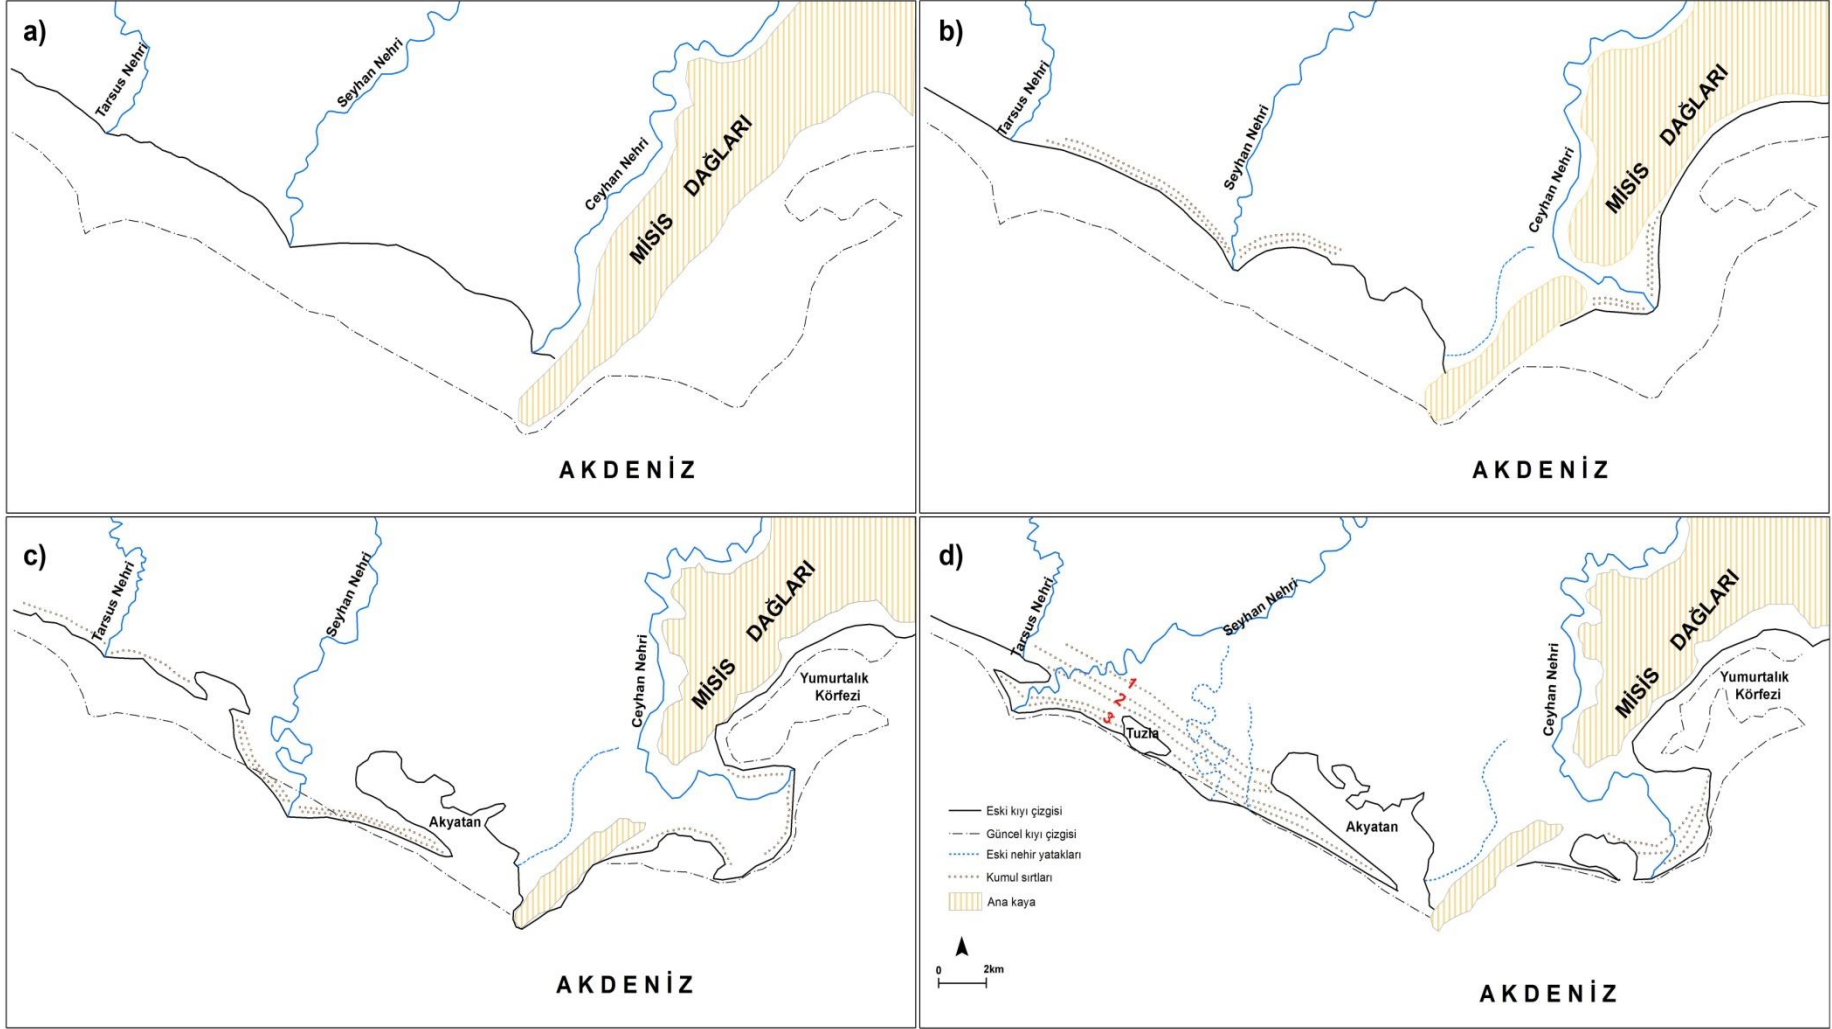 a)
Tarsus Nehri
Seyhan Nehri
Ceyhan Nehri
MİSİS
DAĞLARI
AKDENİZ
b)
Tarsus Nehri
Seyhan Nehri
Ceyhan Nehri
MİSİS
DAĞLARI
AKDENİZ
c)
Tarsus Nehri
Seyhan Nehri
Ceyhan Nehri
MİSİS
DAĞLARI
Yumurtalık
Körfezi
Akyatan
AKDENİZ
d)
Tarsus Nehri
Seyhan Nehri
Ceyhan Nehri
MİSİS
DAĞLARI
Yumurtalık
Körfezi
1
2
3
Tuzla
Akyatan
Eski kıyı çizgisi
Güncel kıyı çizgisi
Eski nehir yatakları
Kumul sırtları
Ana kaya
0 2km
AKDENİZ